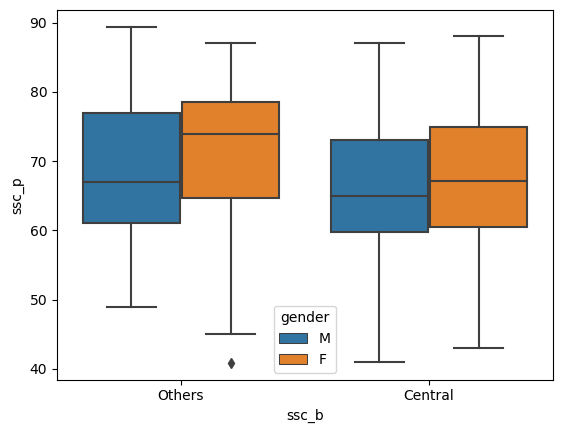 90
80
70
60
50
40
ssc_p
gender
M
F
Others Central
ssc_b